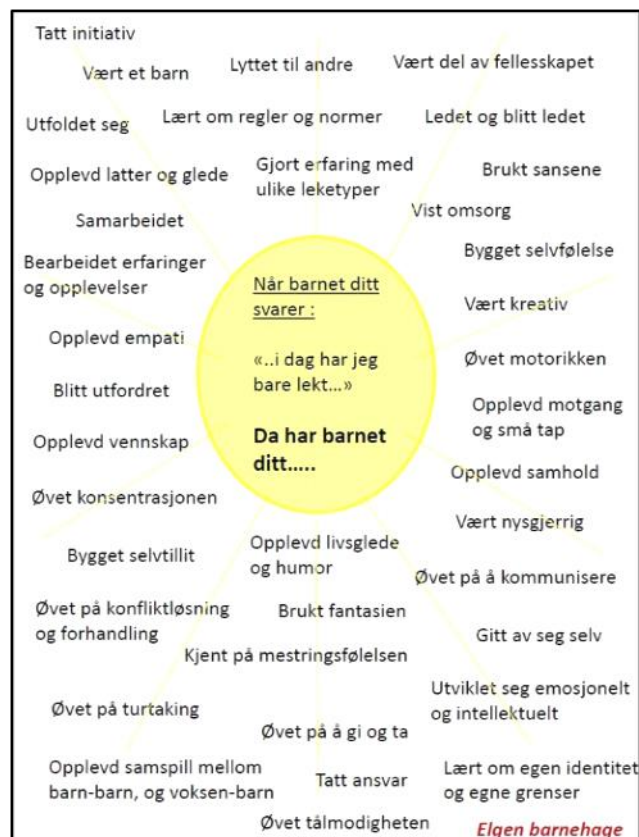 Tatt initiativ
Vært et barn
Lyttet til andre
Vært del av fellesskapet
Utfoldet seg
Lært om regler og normer
Ledet og blitt ledet
Opplevd latter og glede
Gjort erfaring med
ulike leketyper
Brukt sansene
Samarbeidet
Vist omsorg
Bearbeidet erfaringer
og opplevelser
Bygget selvfølelse
Når barnet ditt
svarer :
«..i dag har jeg
bare lekt...»
Da har barnet
ditt.....
Vært kreativ
Opplevd empati
Øvet motorikken
Blitt utfordret
Opplevd motgang
og små tap
Opplevd vennskap
Opplevd samhold
Øvet konsentrasjonen
Vært nysgjerrig
Bygget selvtillit
Opplevd livsglede
og humor
Øvet på å kommunisere
Øvet på konfliktløsning
og forhandling
Brukt fantasien
Gitt av seg selv
Kjent på mestringsfølelsen
Utviklet seg emosjonelt
og intellektuelt
Øvet på turtaking
Øvet på å gi og ta
Opplevd samspill mellom
barn-barn, og voksen-barn
Tatt ansvar
Lært om egen identitet
og egne grenser
Øvet tålmodigheten
Elgen barnehage